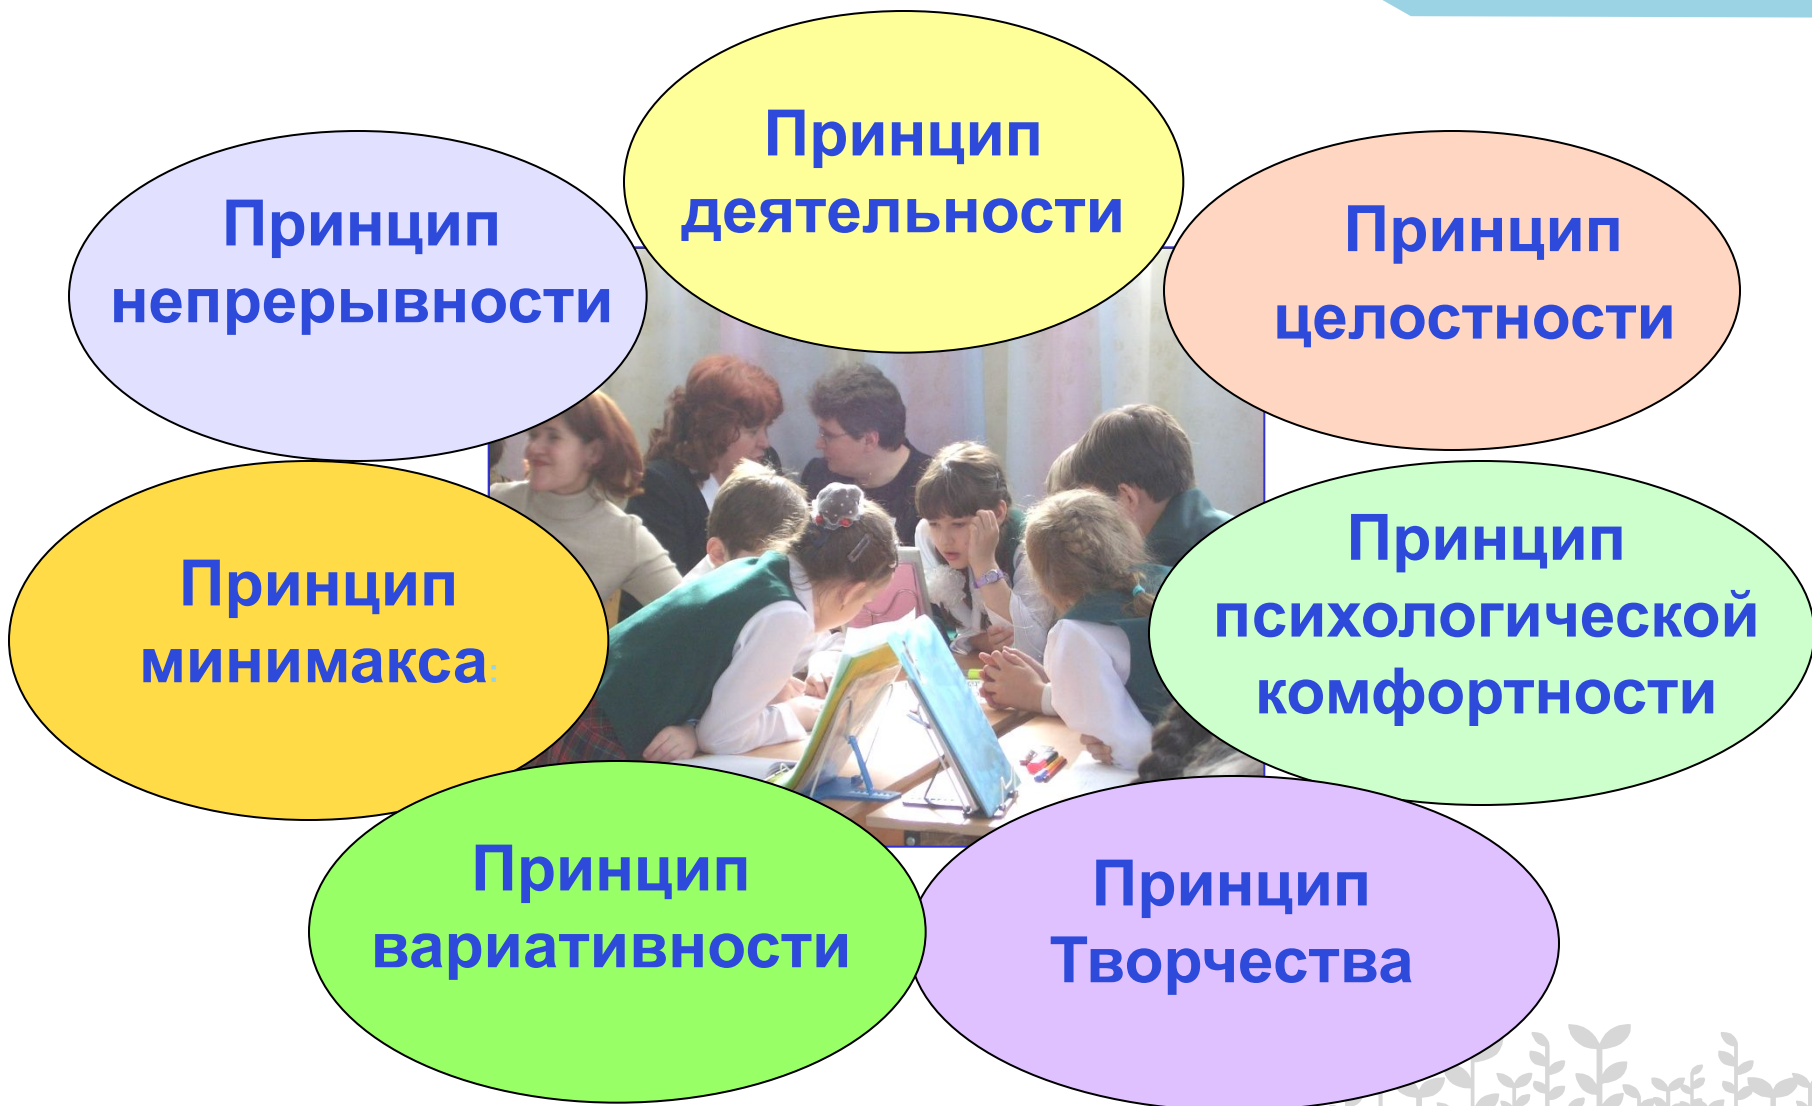 Принцип
деятельности
Принцип
непрерывности
Принцип
целостности
Принцип
минимакса:
Принцип
психологической
комфортности
Принцип
вариативности
Принцип
Творчества